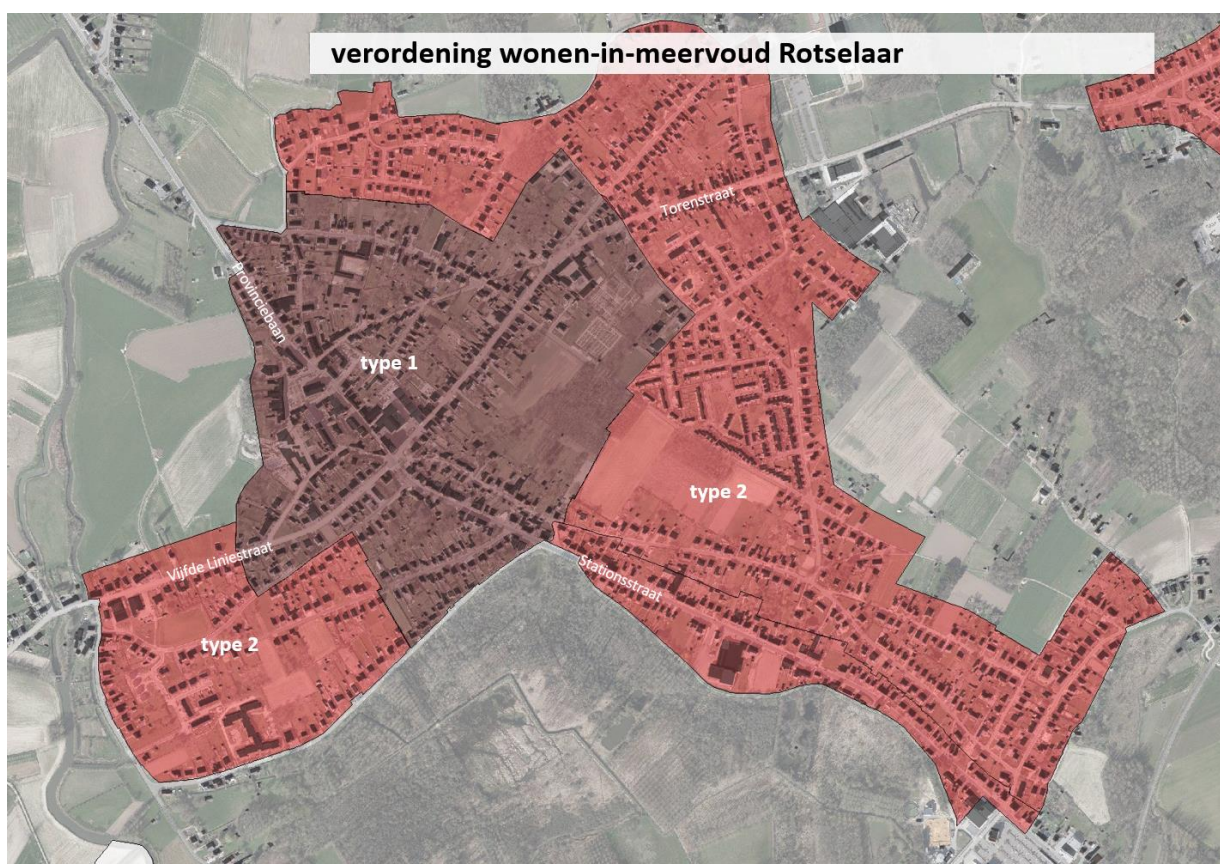 verordening wonen-in-meervoud Rotselaar
Torenstraat
Provinciebaan
type 1
type 2
Vijfde Liniestraat
Stationsstraat
type 2